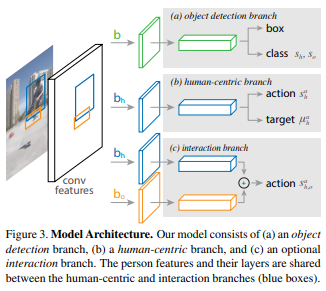 (a) object detection branch
b
box
class s_h, s_o
(b) human-centric branch
b_h
action s_h^a
target μ_h^a
(c) interaction branch
b_h
b_o
+
action s_{h,o}^a
conv
features
Figure 3. Model Architecture. Our model consists of (a) an object
detection branch, (b) a human-centric branch, and (c) an optional
interaction branch. The person features and their layers are shared
between the human-centric and interaction branches (blue boxes).